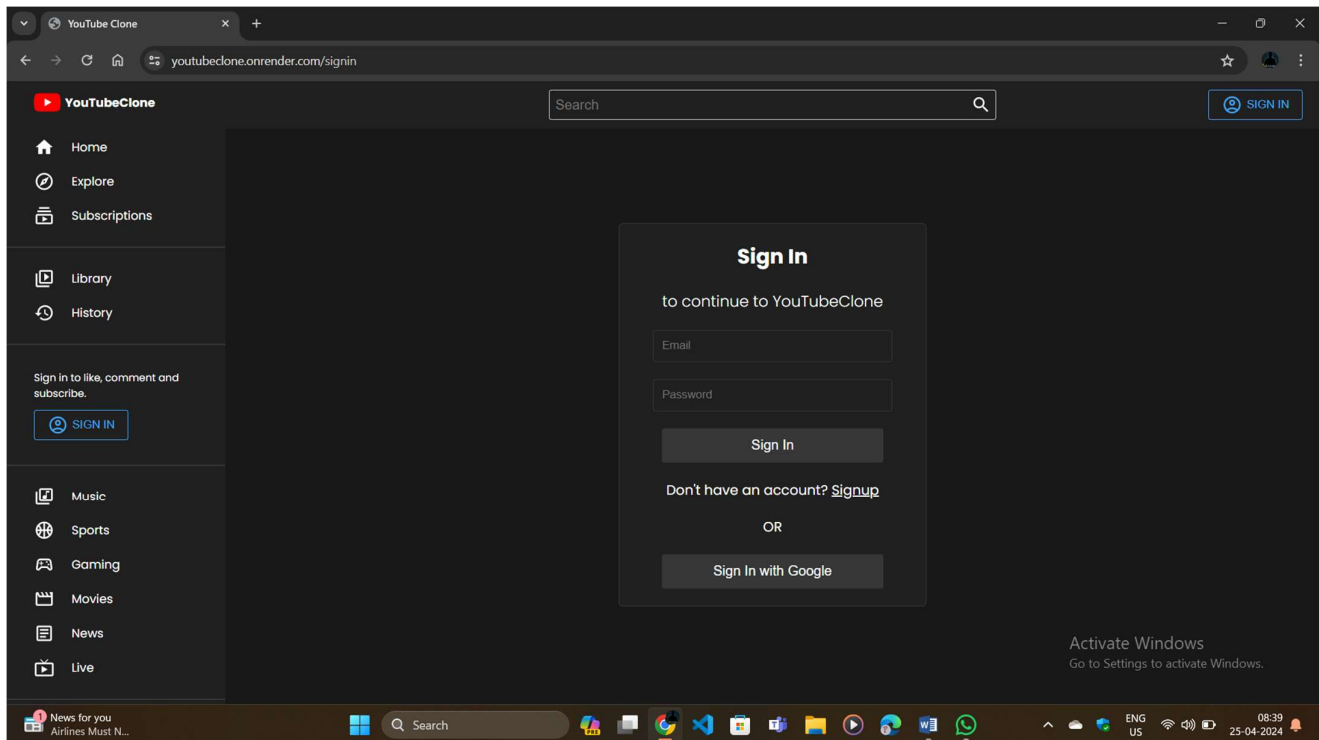 YouTube Clone
youtubeclone.onrender.com/signin
YouTubeClone
Search
SIGN IN
Home
Explore
Subscriptions
Library
History
Sign in to like, comment and
subscribe.
SIGN IN
Music
Sports
Gaming
Movies
News
Live
Sign In
to continue to YouTubeClone
Email
Password
Sign In
Don't have an account? Signup
OR
Sign In with Google
Activate Windows
Go to Settings to activate Windows.
1
News for you
Airlines Must N...
Search
PRE
ENG
US
08:39
25-04-2024